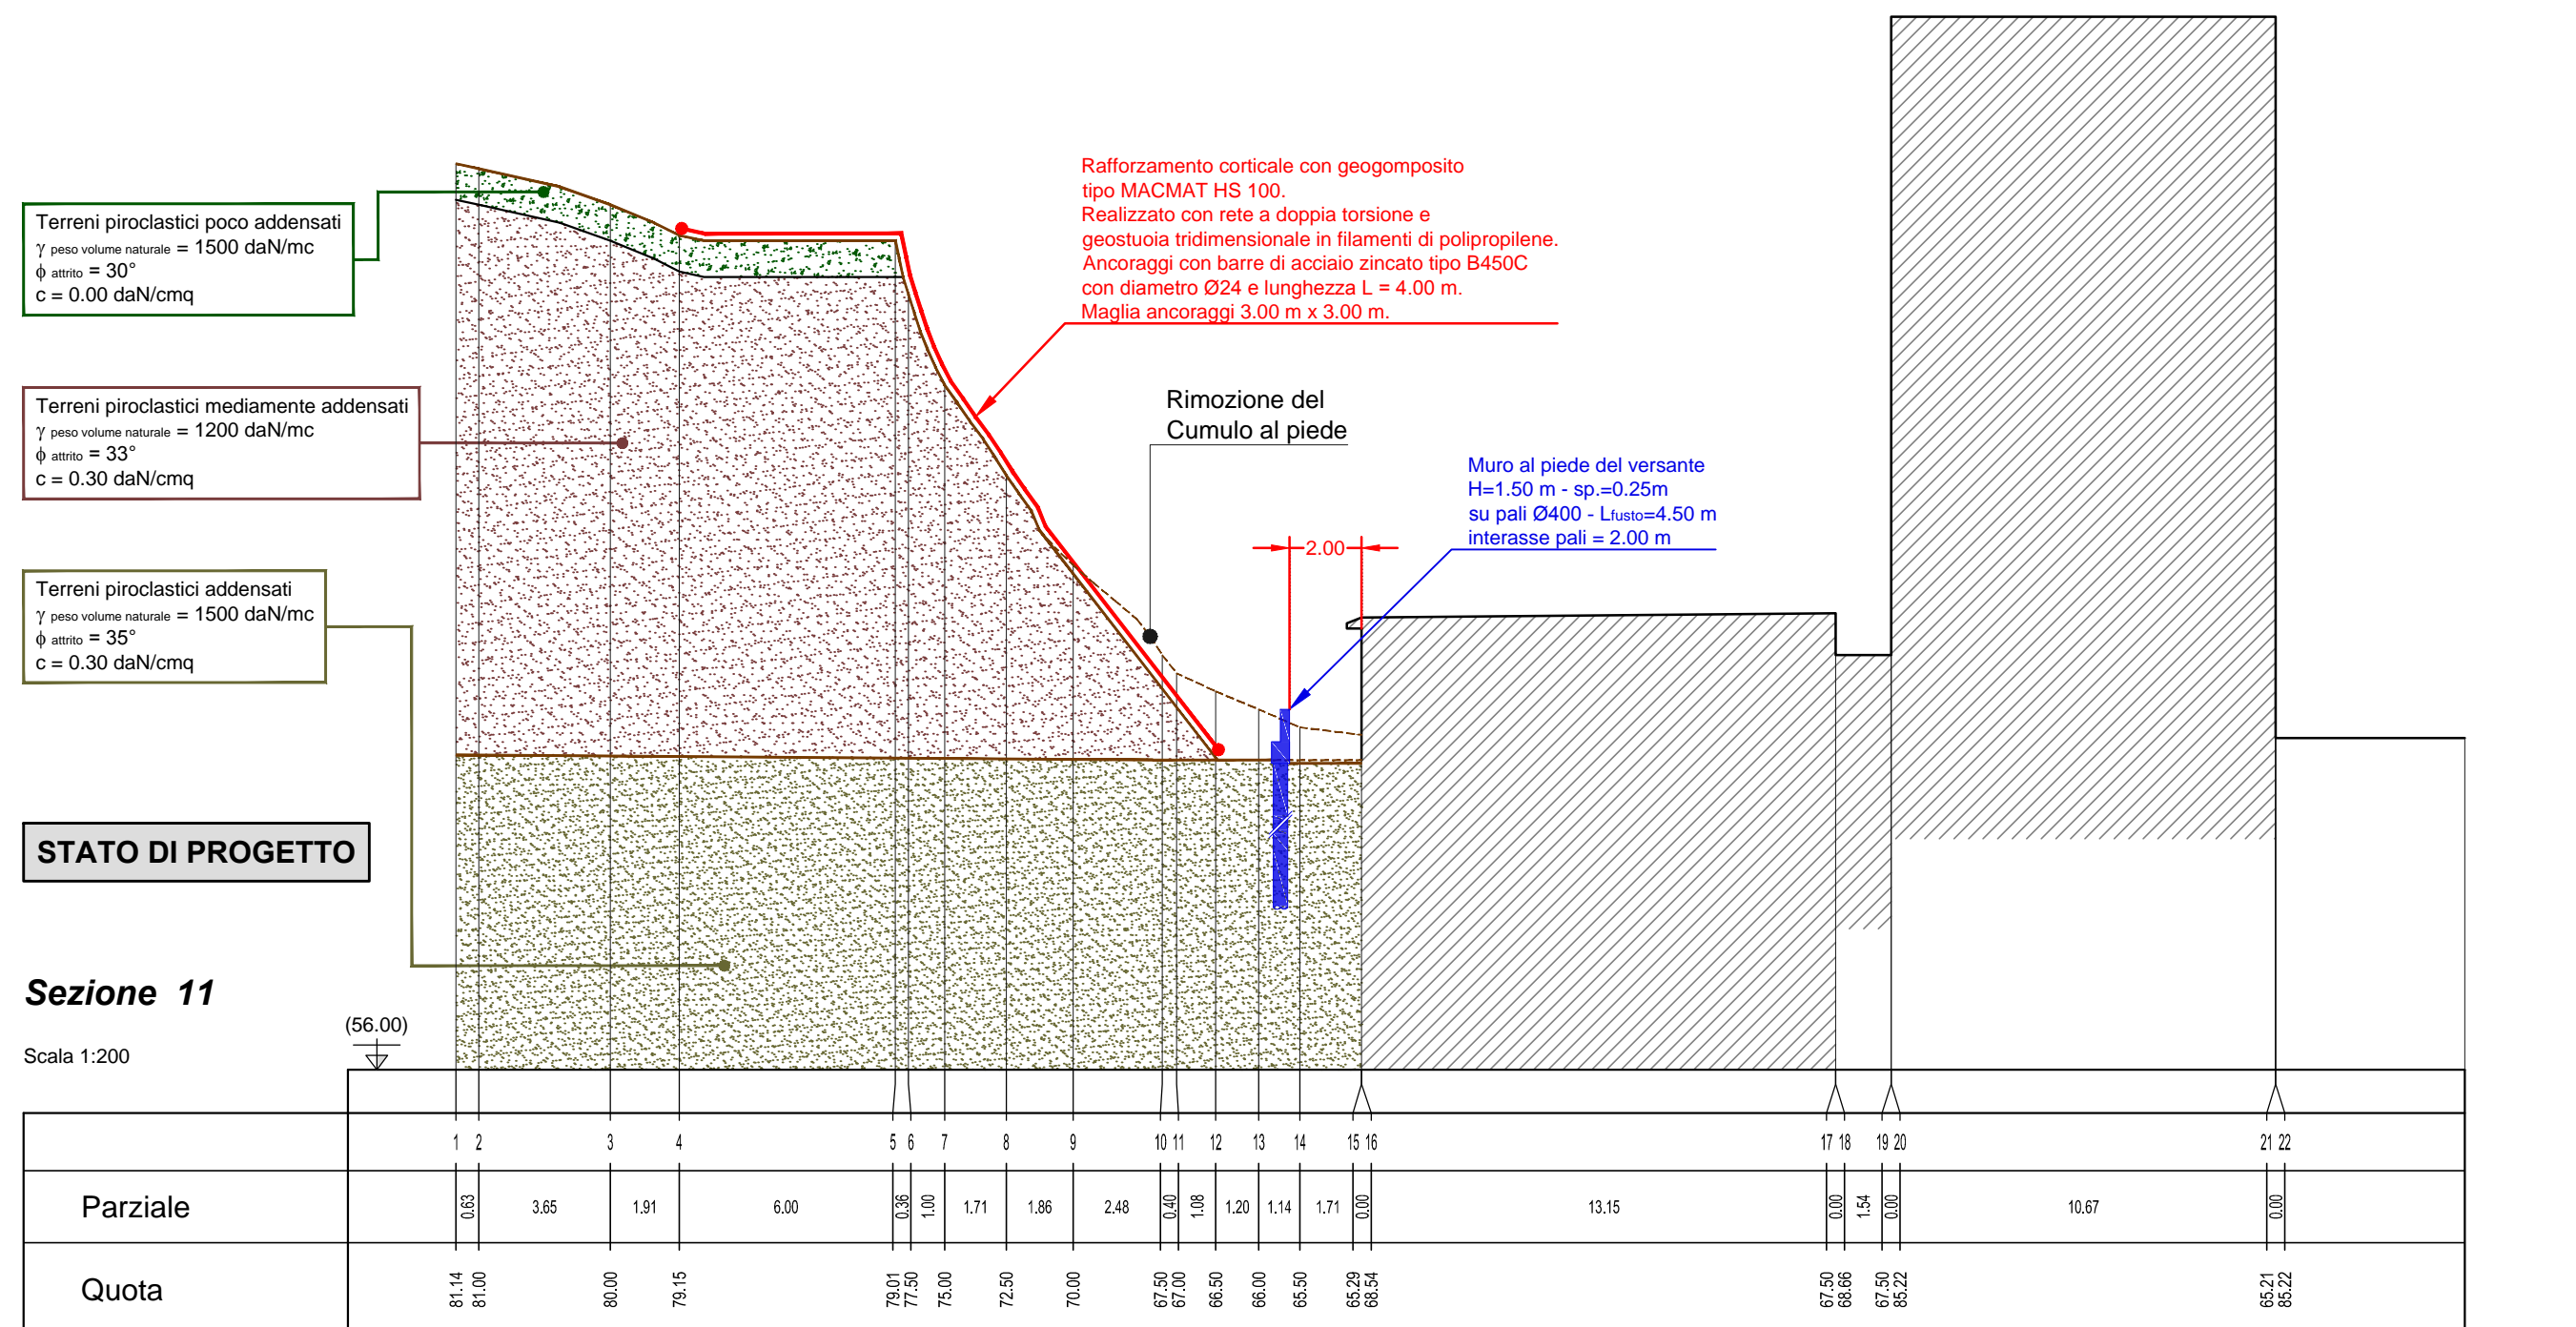 Rafforzamento corticale con geogomposito
tipo MACMAT HS 100.
Realizzato con rete a doppia torsione e
geostuoia tridimensionale in filamenti di polipropilene.
Ancoraggi con barre di acciaio zincato tipo B450C
con diametro Ø24 e lunghezza L = 4.00 m.
Maglia ancoraggi 3.00 m x 3.00 m.
Terreni piroclastici poco addensati
γ peso volume naturale = 1500 daN/mc
ϕ attrito = 30°
c = 0.00 daN/cmq
Terreni piroclastici mediamente addensati
γ peso volume naturale = 1200 daN/mc
ϕ attrito = 33°
c = 0.30 daN/cmq
Rimozione del
Cumulo al piede
Muro al piede del versante
H=1.50 m - sp.=0.25m
su pali Ø400 - Lfusto=4.50 m
interasse pali = 2.00 m
2.00
Terreni piroclastici addensati
γ peso volume naturale = 1500 daN/mc
ϕ attrito = 35°
c = 0.30 daN/cmq
STATO DI PROGETTO
Sezione 11
(56.00)
Scala 1:200
1 2 3 4 5 6 7 8 9 10 11 12 13 14 15 16 17 18 19 20 21 22
Parziale 0.63 3.65 1.91 6.00 0.36 1.00 1.71 1.86 2.48 0.40 1.08 1.20 1.14 1.71 0.00 13.15 0.00 1.54 0.00 10.67 0.00
Quota 81.14 81.00 80.00 79.15 79.01 77.50 75.00 72.50 70.00 67.50 67.00 66.50 66.00 65.50 65.29 68.54 67.50 68.66 67.50 85.22 65.21 85.22